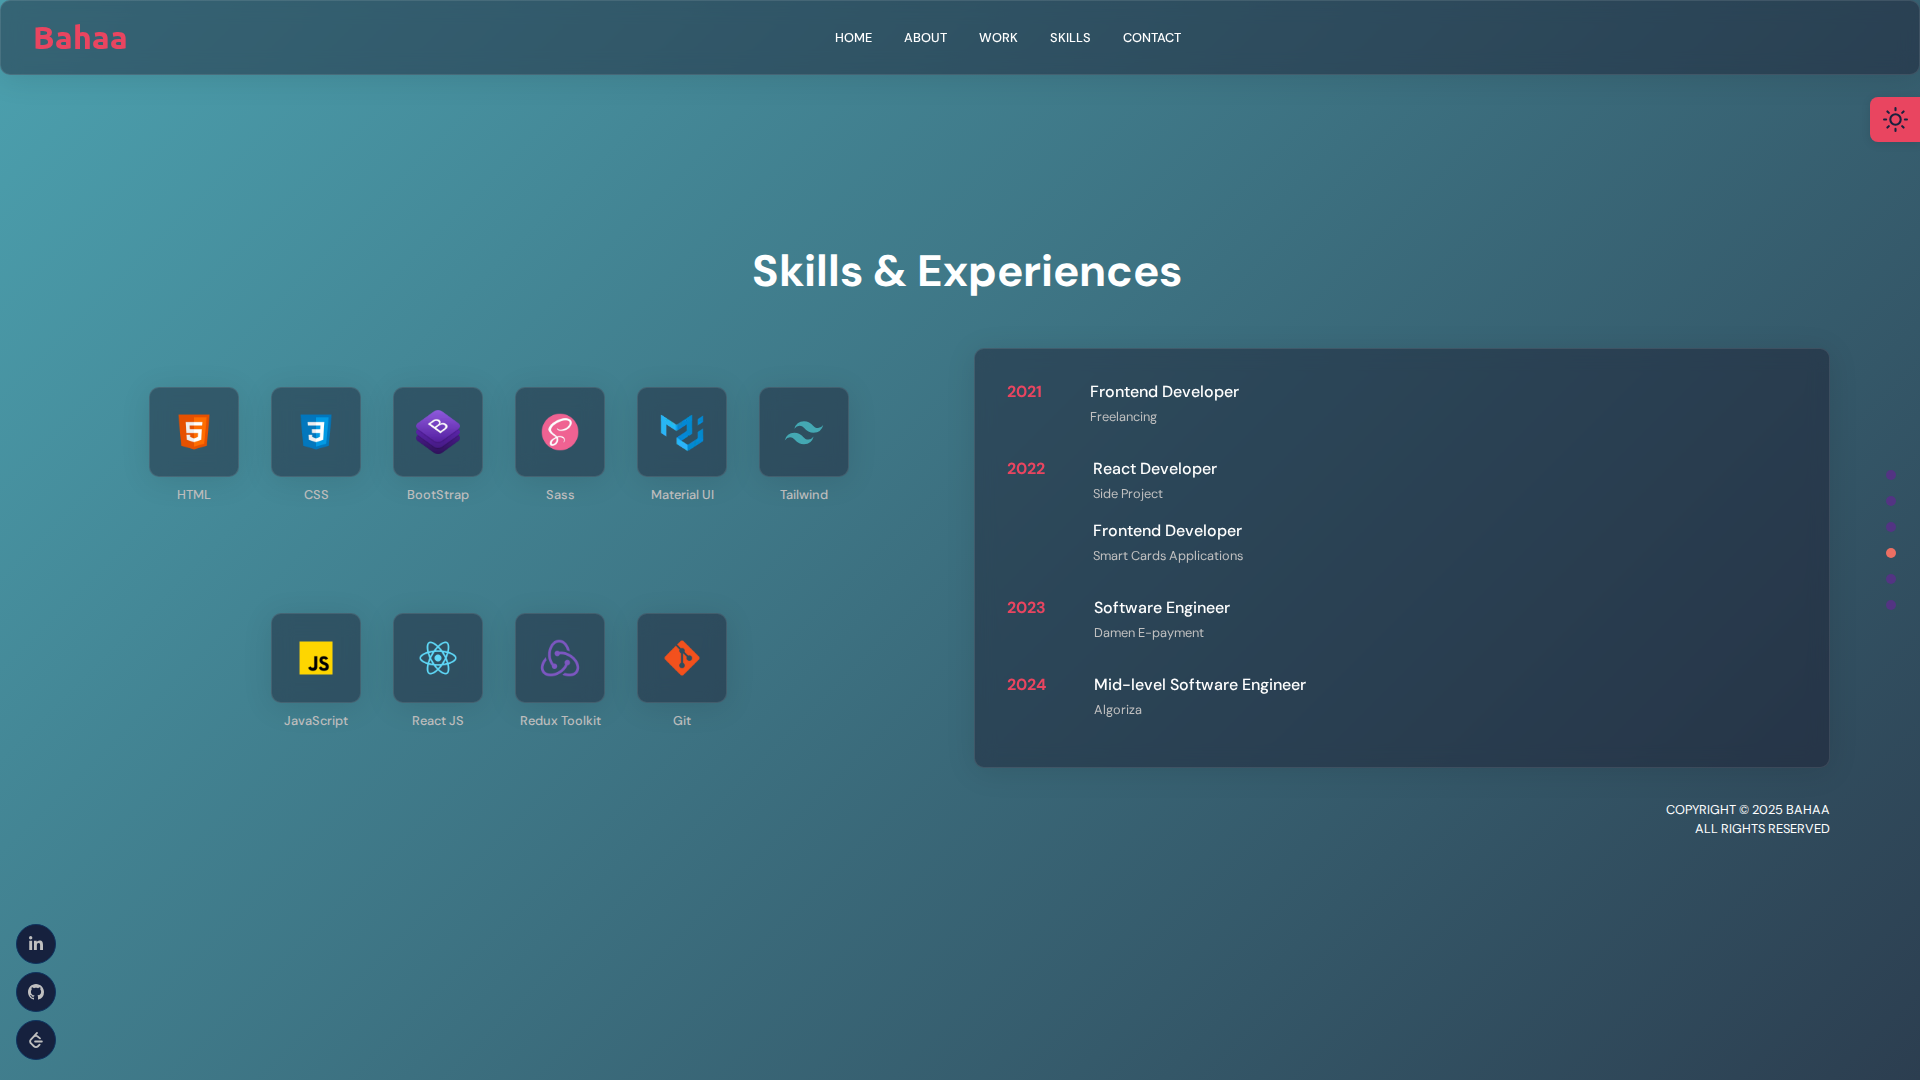 Bahaa
HOME ABOUT WORK SKILLS CONTACT
Skills & Experiences
HTML CSS BootStrap Sass Material UI Tailwind
JS
JavaScript React JS Redux Toolkit Git
2021 Frontend Developer
Freelancing
2022 React Developer
Side Project
Frontend Developer
Smart Cards Applications
2023 Software Engineer
Damen E-payment
2024 Mid-level Software Engineer
Algoriza
COPYRIGHT © 2025 BAHAA
ALL RIGHTS RESERVED